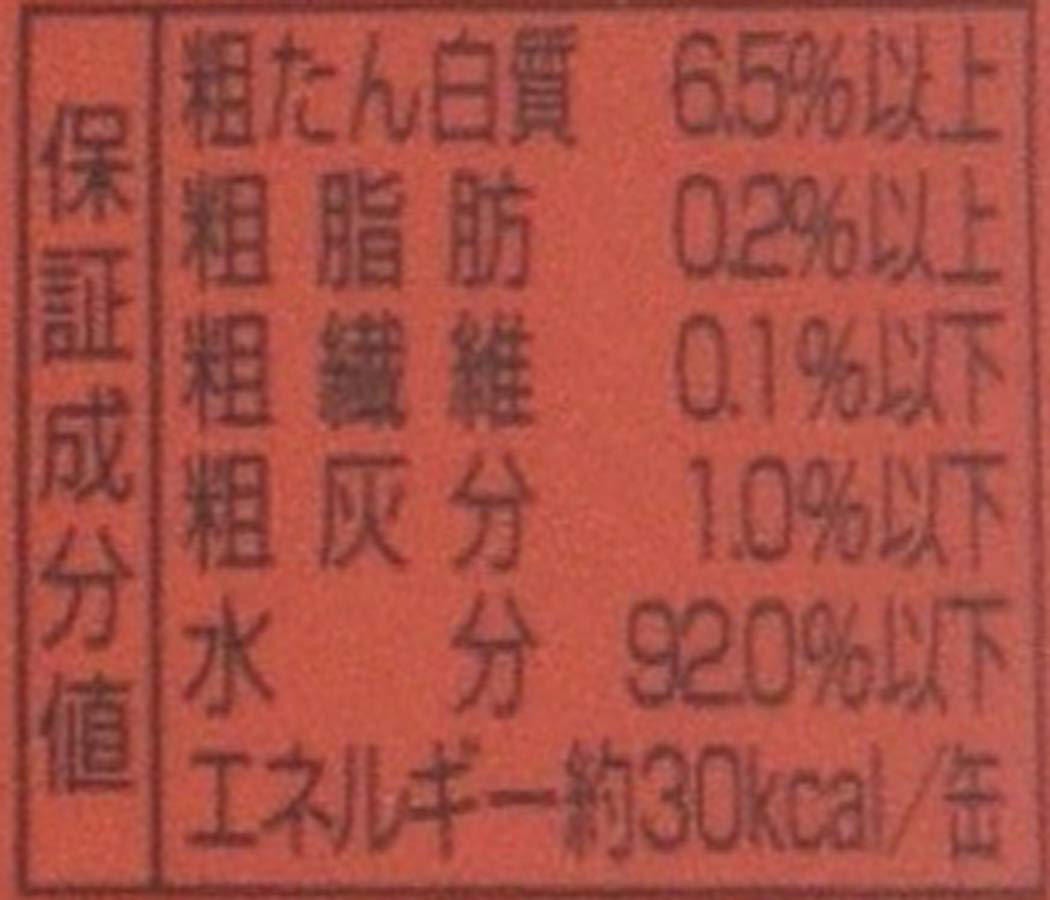 保証成分値
粗たん白質 6.5%以上
粗脂肪 0.2%以上
粗繊維 0.1%以下
粗灰分 1.0%以下
水分 92.0%以下
エネルギー約30kcal/缶